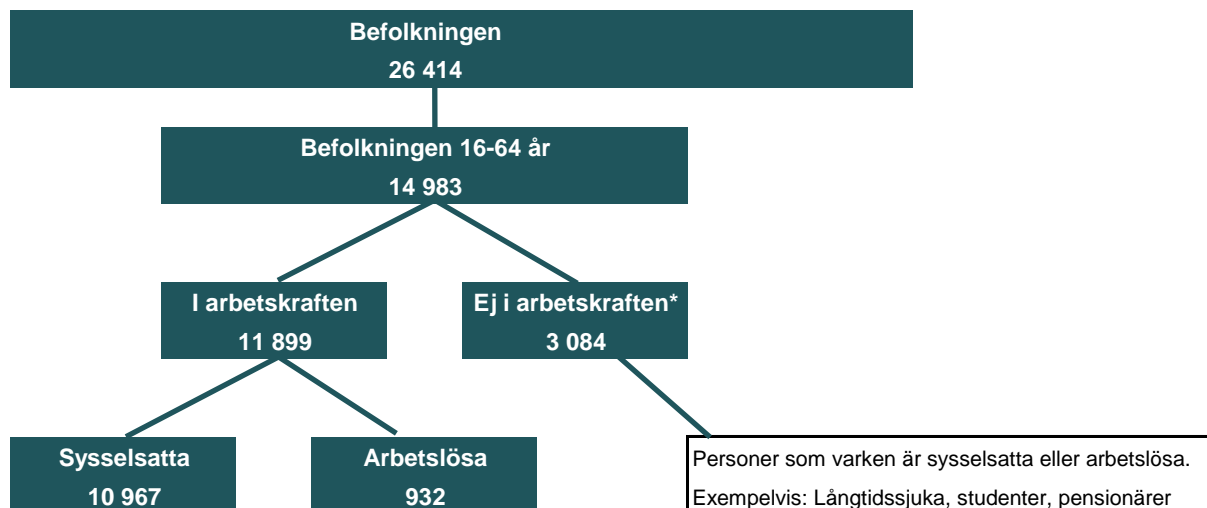 Befolkningen
26 414
Befolkningen 16-64 år
14 983
I arbetskraften
11 899
Ej i arbetskraften*
3 084
Sysselsatta
10 967
Arbetslösa
932
Personer som varken är sysselsatta eller arbetslösa.
Exempelvis: Långtidssjuka, studenter, pensionärer